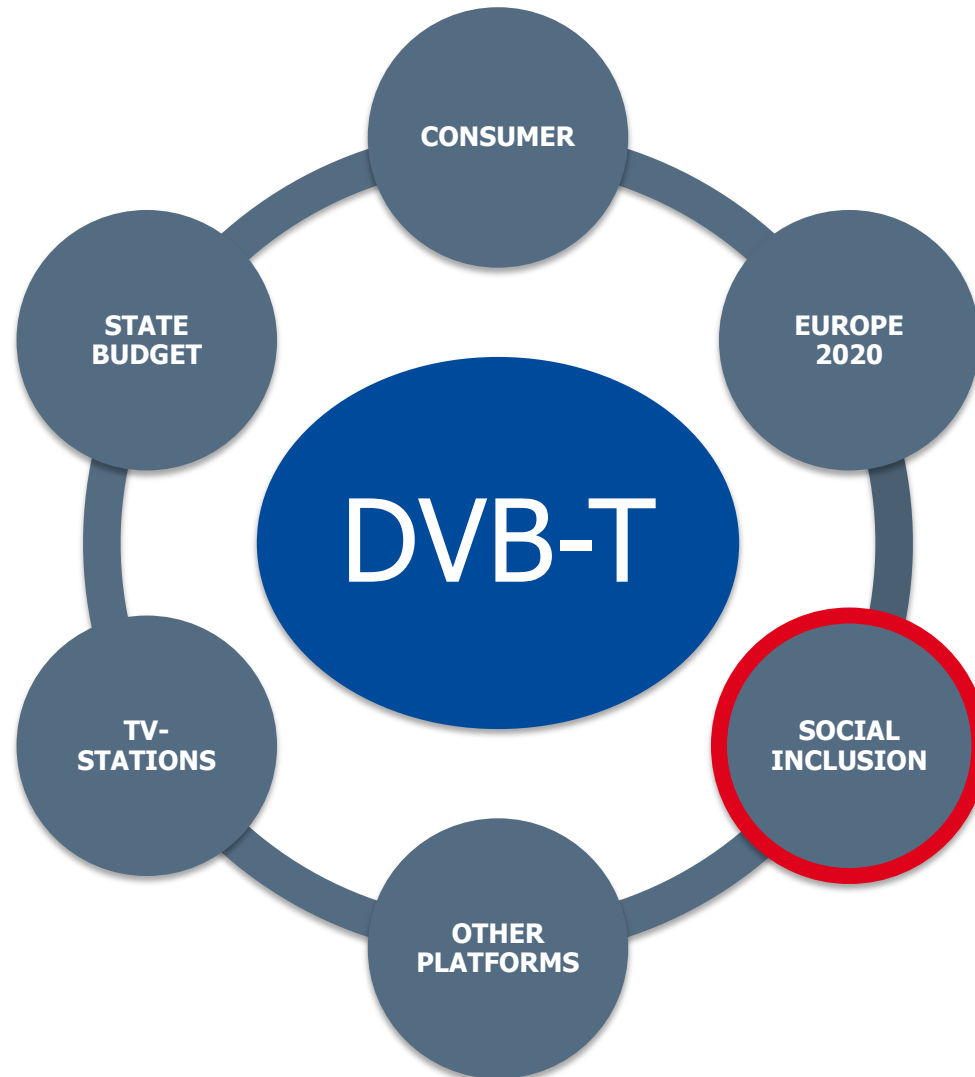 CONSUMER
STATE
BUDGET
EUROPE
2020
DVB-T
TV-
STATIONS
SOCIAL
INCLUSION
OTHER
PLATFORMS